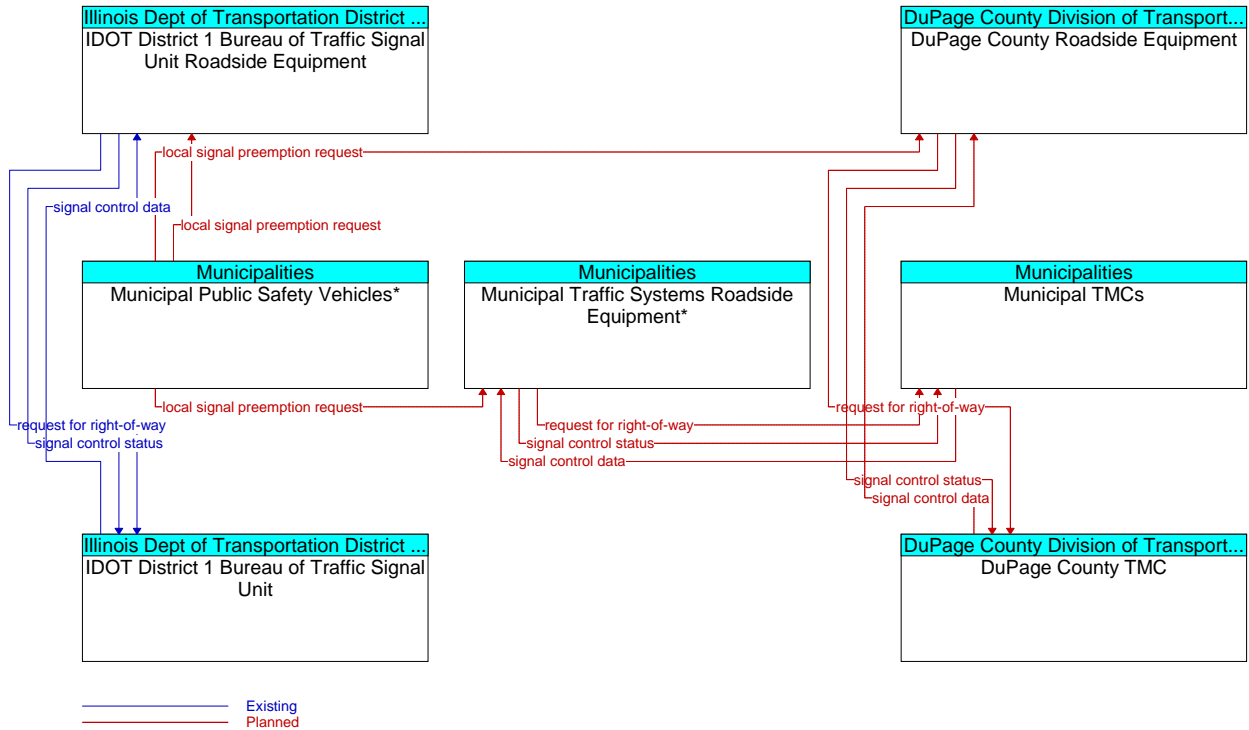 Illinois Dept of Transportation District ...
IDOT District 1 Bureau of Traffic Signal
Unit Roadside Equipment
DuPage County Division of Transport...
DuPage County Roadside Equipment
local signal preemption request
signal control data
local signal preemption request
Municipalities
Municipal Public Safety Vehicles*
Municipalities
Municipal Traffic Systems Roadside
Equipment*
Municipalities
Municipal TMCs
local signal preemption request
request for right-of-way
request for right-of-way
request for right-of-way
signal control status
signal control status
signal control data
signal control status
signal control data
Illinois Dept of Transportation District ...
IDOT District 1 Bureau of Traffic Signal
Unit
DuPage County Division of Transport...
DuPage County TMC
Existing
Planned